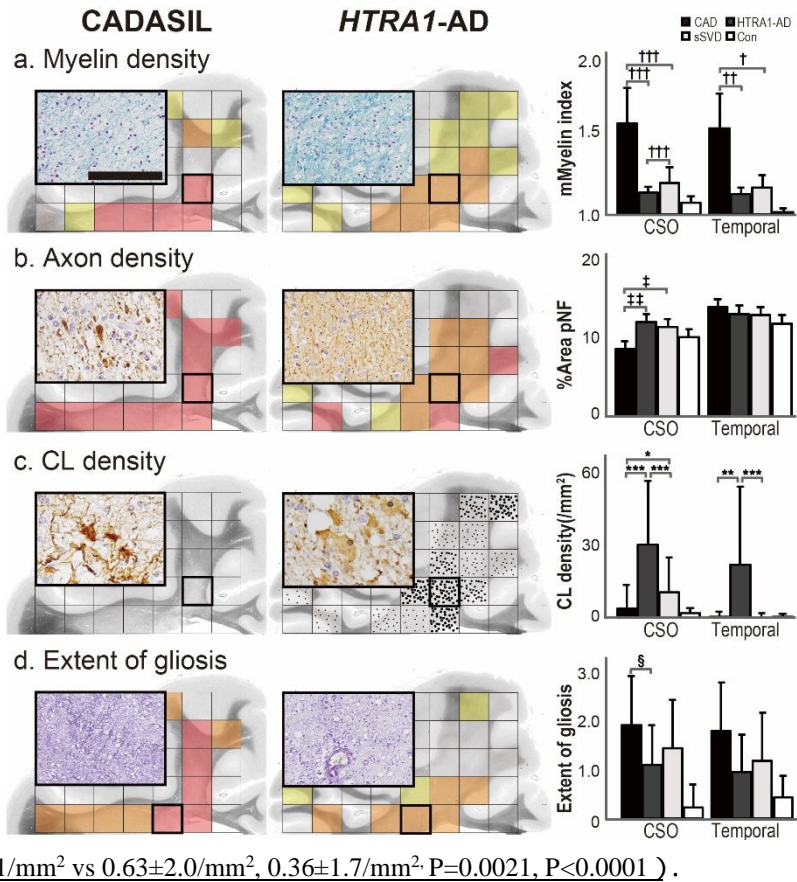 CADASIL HTRA1-AD
CAD HTRA1-AD
sSVD Con
a. Myelin density
2.0
1.5
1.0
mMyelin index
†††
†††
†††
†
††
CSO Temporal
b. Axon density
20
10
0
%Area pNF
‡
‡‡
CSO Temporal
c. CL density
60
30
0
CL density(/mm²)
*
*** ***
** ***
CSO Temporal
d. Extent of gliosis
3.0
2.0
1.0
0
Extent of gliosis
§
CSO Temporal
1/mm² vs 0.63±2.0/mm², 0.36±1.7/mm², P=0.0021, P<0.0001 ).